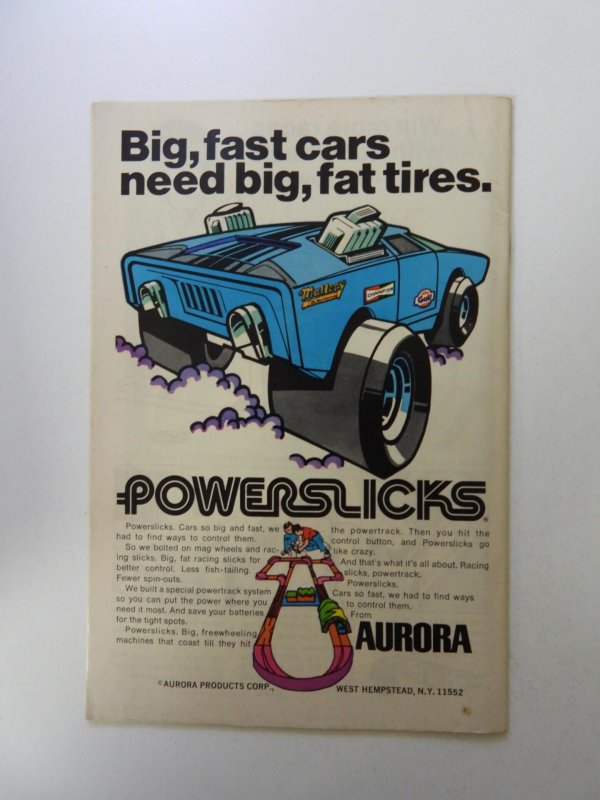 Big, fast cars
need big, fat tires.
Mallory
CHAMPION
Gulf
POWERSLICKS®
Powerslicks. Cars so big and fast, we
had to find ways to control them.
So we bolted on mag wheels and rac-
ing slicks. Big, fat racing slicks for
better control. Less fish-tailing.
Fewer spin-outs.
We built a special powertrack system
so you can put the power where you
need it most. And save your batteries
for the tight spots.
Powerslicks. Big, freewheeling
machines that coast till they hit
the powertrack. Then you hit the
control button, and Powerslicks go
like crazy.
And that's what it's all about. Racing
slicks, powertrack.
Powerslicks.
Cars so fast, we had to find ways
to control them.
From
AURORA
©AURORA PRODUCTS CORP., WEST HEMPSTEAD, N.Y. 11552